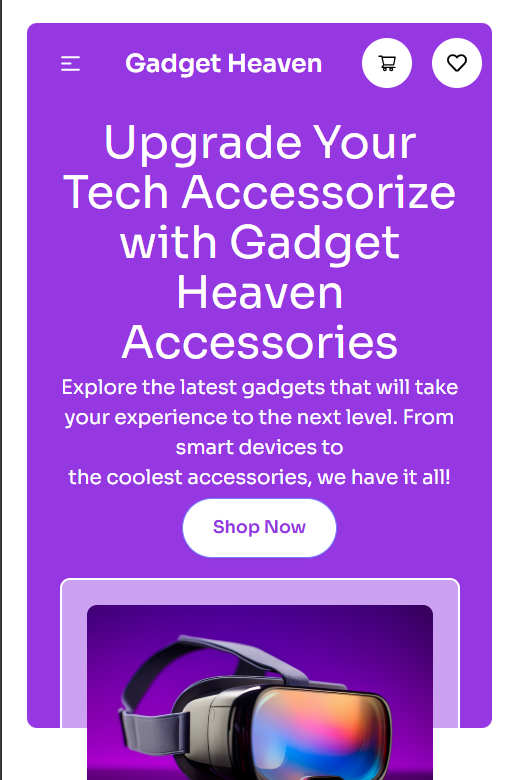 Gadget Heaven
Upgrade Your
Tech Accessorize
with Gadget
Heaven
Accessories
Explore the latest gadgets that will take
your experience to the next level. From
smart devices to
the coolest accessories, we have it all!
Shop Now